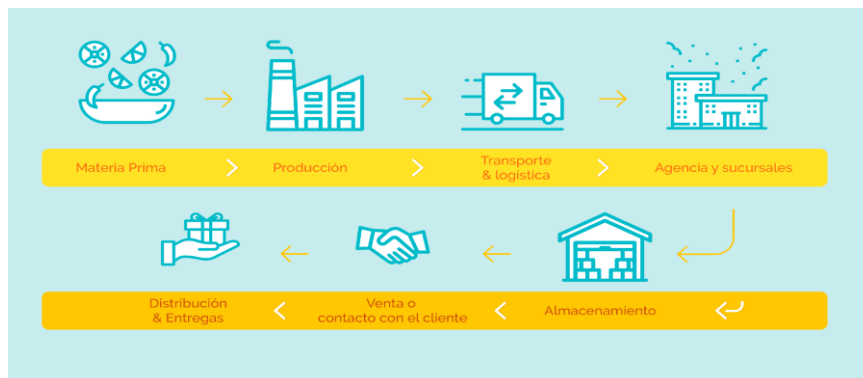 Materia Prima
Producción
Transporte
& logística
Agencia y sucursales
Almacenamiento
Venta o
contacto con el cliente
Distribución
& Entregas